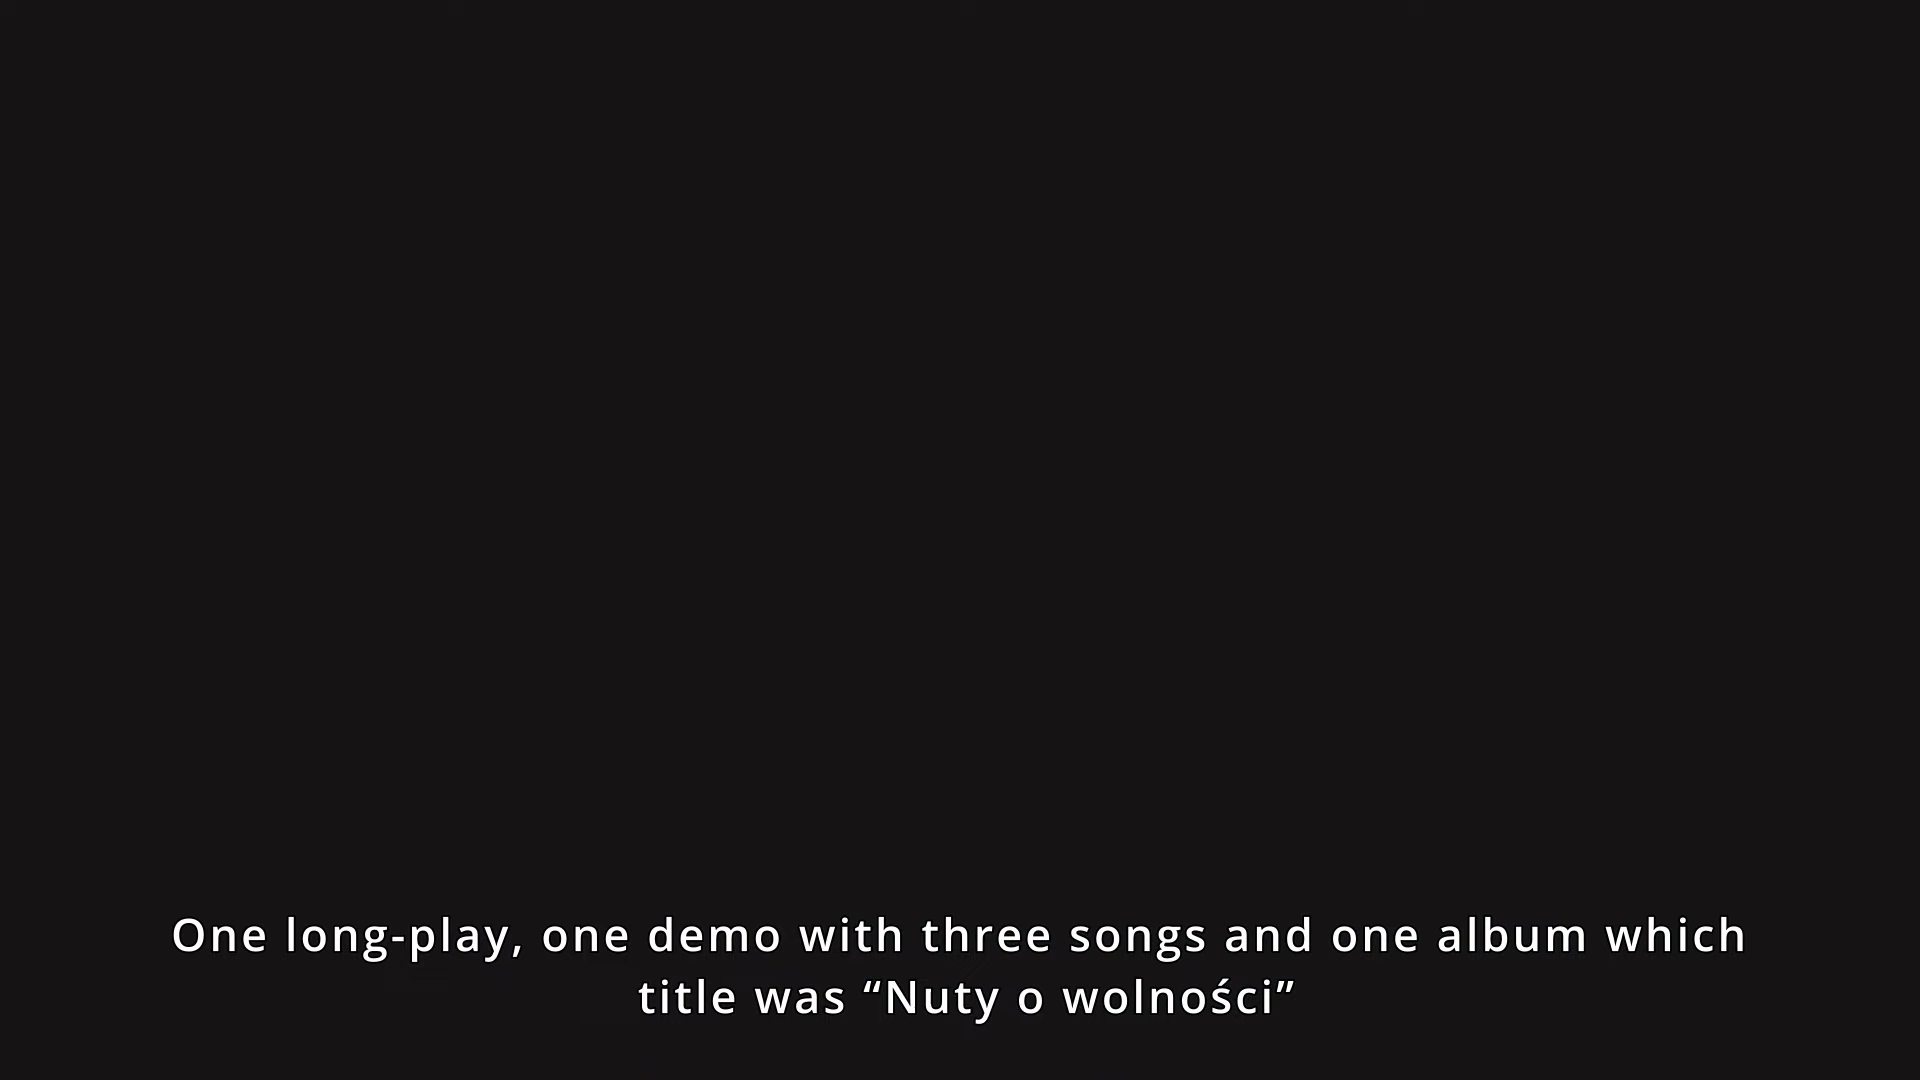 One long-play, one demo with three songs and one album which
title was “Nuty o wolności”